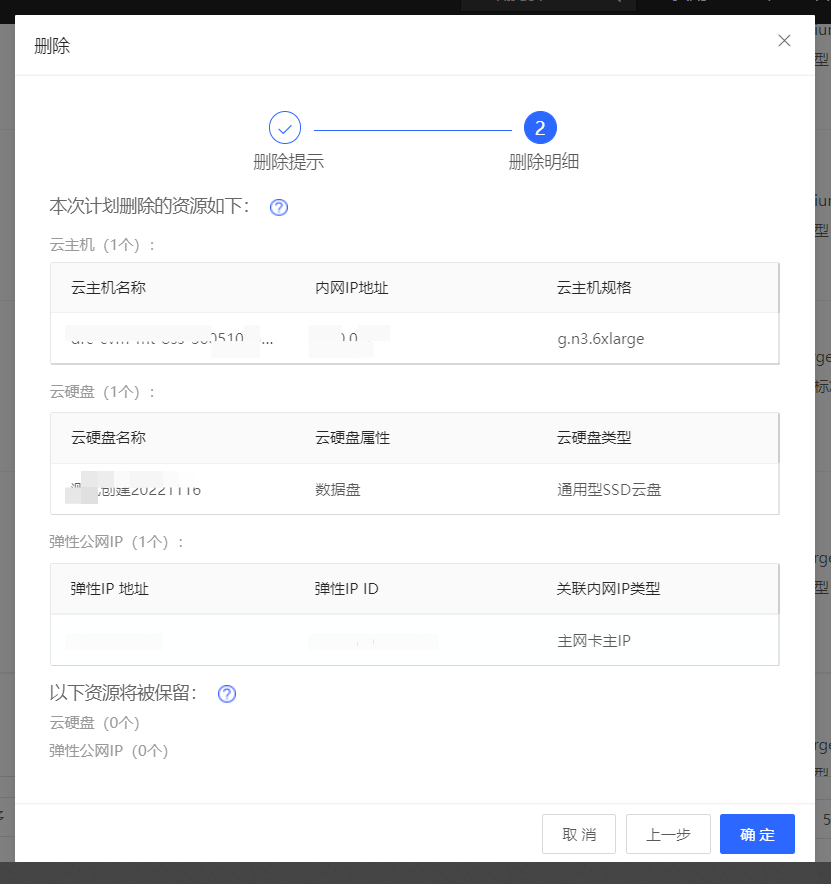 删除
2
删除提示
删除明细
本次计划删除的资源如下：
云主机（1个）：
云主机名称 内网IP地址 云主机规格
g.n3.6xlarge
云硬盘（1个）：
云硬盘名称 云硬盘属性 云硬盘类型
创建20221116 数据盘 通用型SSD云盘
弹性公网IP（1个）：
弹性IP 地址 弹性IP ID 关联内网IP类型
主网卡主IP
以下资源将被保留：
云硬盘（0个）
弹性公网IP（0个）
取 消 上一步 确 定